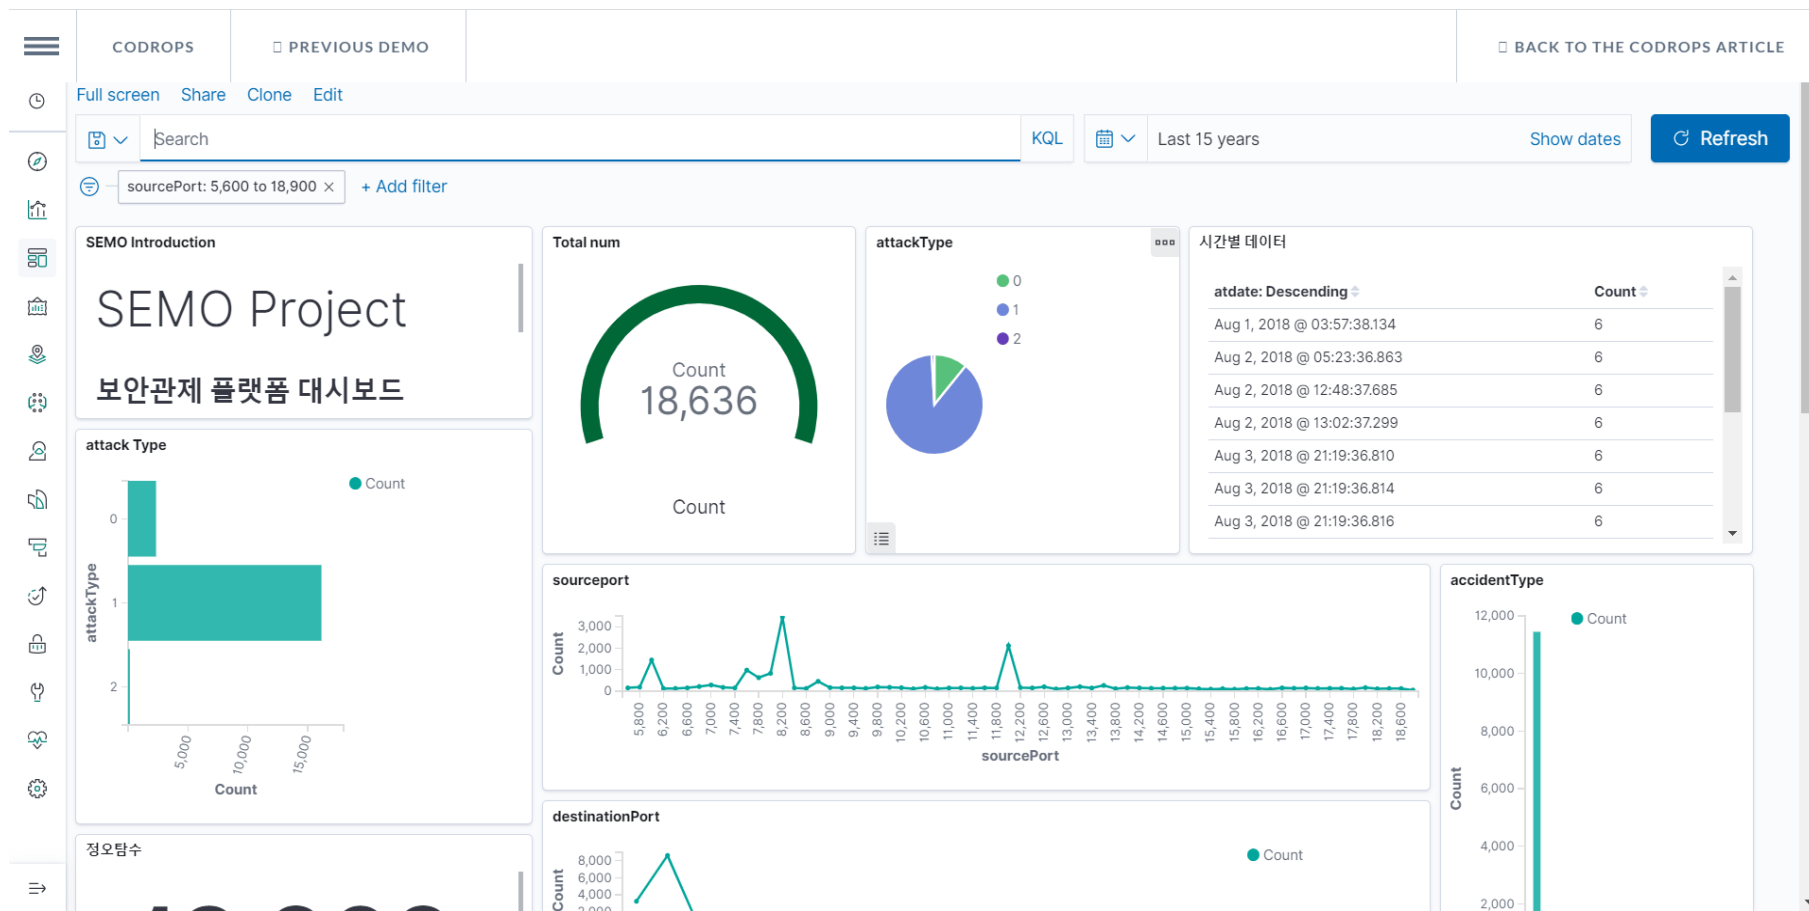 CODROPS
PREVIOUS DEMO
BACK TO THE CODROPS ARTICLE
Full screen Share Clone Edit
Search
KQL
Last 15 years
Show dates
Refresh
sourcePort: 5,600 to 18,900 ×
+ Add filter
SEMO Introduction
SEMO Project
보안관제 플랫폼 대시보드
Total num
Count
18,636
Count
attackType
0
1
2
시간별 데이터
atdate: Descending Count
Aug 1, 2018 @ 03:57:38.134 6
Aug 2, 2018 @ 05:23:36.863 6
Aug 2, 2018 @ 12:48:37.685 6
Aug 2, 2018 @ 13:02:37.299 6
Aug 3, 2018 @ 21:19:36.810 6
Aug 3, 2018 @ 21:19:36.814 6
Aug 3, 2018 @ 21:19:36.816 6
attack Type
Count
attackType
0
1
2
5,000 10,000 15,000
Count
sourceport
Count
3,000
2,000
1,000
0
5,800 6,200 6,600 7,000 7,400 7,800 8,200 8,600 9,000 9,400 9,800 10,200 10,600 11,000 11,400 11,800 12,200 12,600 13,000 13,400 13,800 14,200 14,600 15,000 15,400 15,800 16,200 16,600 17,000 17,400 17,800 18,200 18,600
sourcePort
accidentType
Count
Count
12,000
10,000
8,000
6,000
4,000
2,000
정오탐수
destinationPort
Count
Count
8,000
6,000
4,000